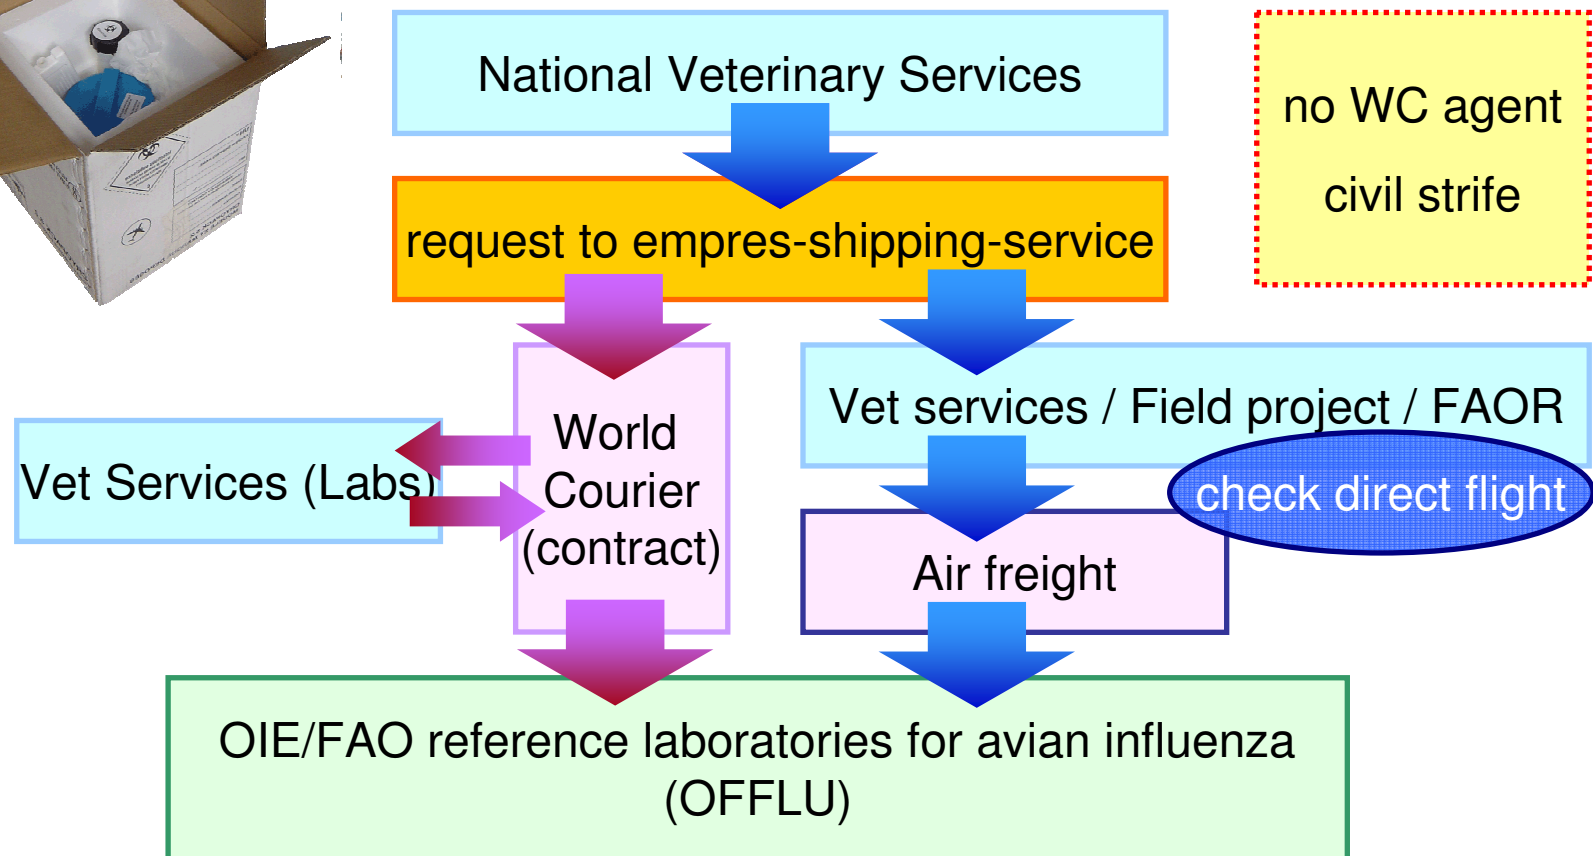 National Veterinary Services
no WC agent
civil strife
request to empres-shipping-service
World
Courier
(contract)
Vet services / Field project / FAOR
Vet Services (Labs)
check direct flight
Air freight
OIE/FAO reference laboratories for avian influenza
(OFFLU)